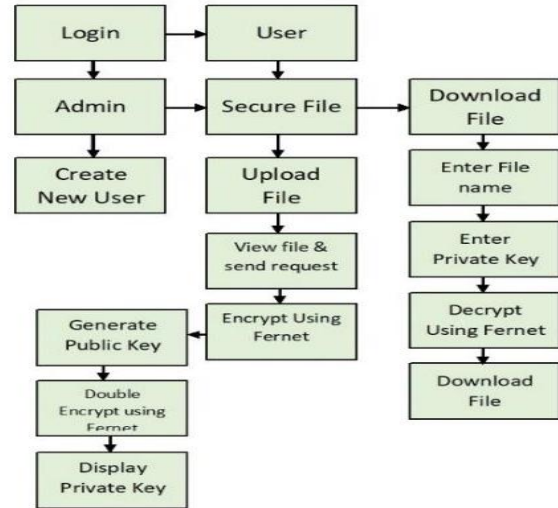 Login
User
Admin
Secure File
Download
File
Create
New User
Upload
File
Enter File
name
View file &
send request
Enter
Private Key
Generate
Public Key
Encrypt Using
Fernet
Decrypt
Using Fernet
Double
Encrypt using
Fernet
Download
File
Display
Private Key